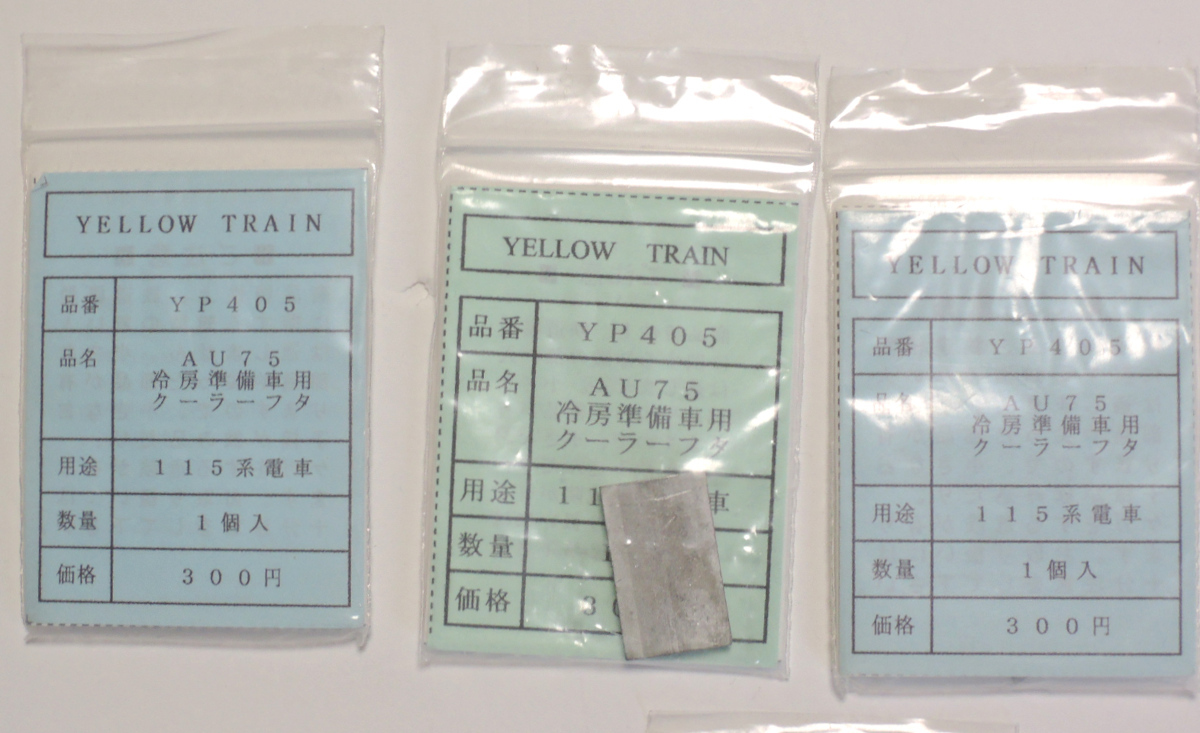 YELLOW TRAIN
品番 YP405
品名 AU75
冷房準備車用
クーラーフタ
用途 115系電車
数量 1個入
価格 300円
YELLOW TRAIN
品番 YP405
品名 AU75
冷房準備車用
クーラーフタ
用途 11 車
数量
価格 3
YELLOW TRAIN
品番 YP405
品名 AU75
冷房準備車用
クーラーフタ
用途 115系電車
数量 1個入
価格 300円